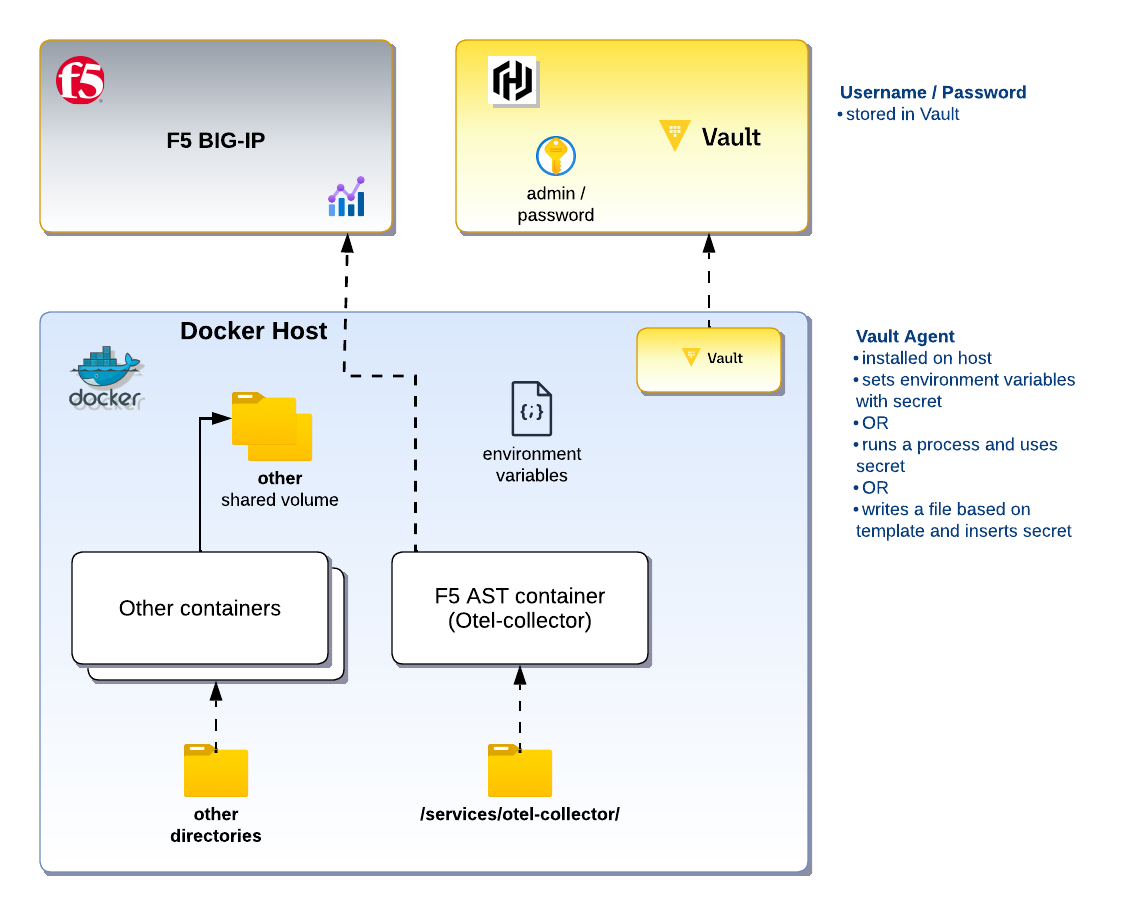 f5
F5 BIG-IP
Vault
admin /
password
Username / Password
• stored in Vault
Docker Host
docker
Vault
Vault Agent
• installed on host
• sets environment variables
with secret
• OR
• runs a process and uses
secret
• OR
• writes a file based on
template and inserts secret
{;}
environment
variables
other
shared volume
Other containers
F5 AST container
(Otel-collector)
other
directories
/services/otel-collector/